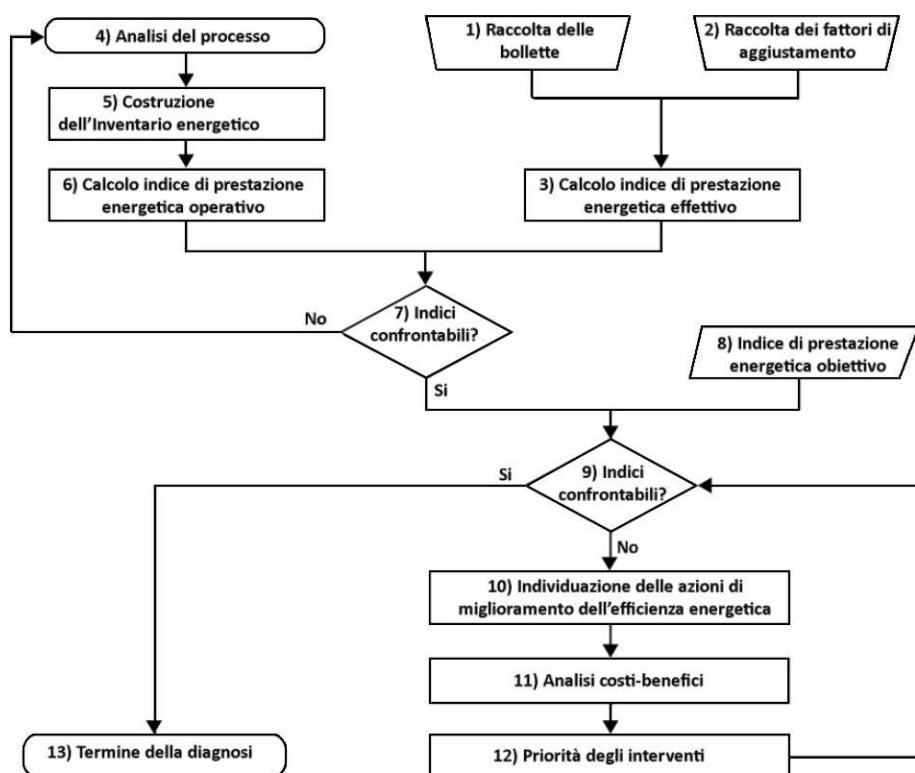 4) Analisi del processo
1) Raccolta delle
bollette
2) Raccolta dei fattori di
aggiustamento
5) Costruzione
dell'Inventario energetico
6) Calcolo indice di prestazione
energetica operativo
3) Calcolo indice di prestazione
energetica effettivo
7) Indici
confrontabili?
No
Si
8) Indice di prestazione
energetica obiettivo
9) Indici
confrontabili?
Si
No
10) Individuazione delle azioni di
miglioramento dell'efficienza energetica
11) Analisi costi-benefici
13) Termine della diagnosi
12) Priorità degli interventi